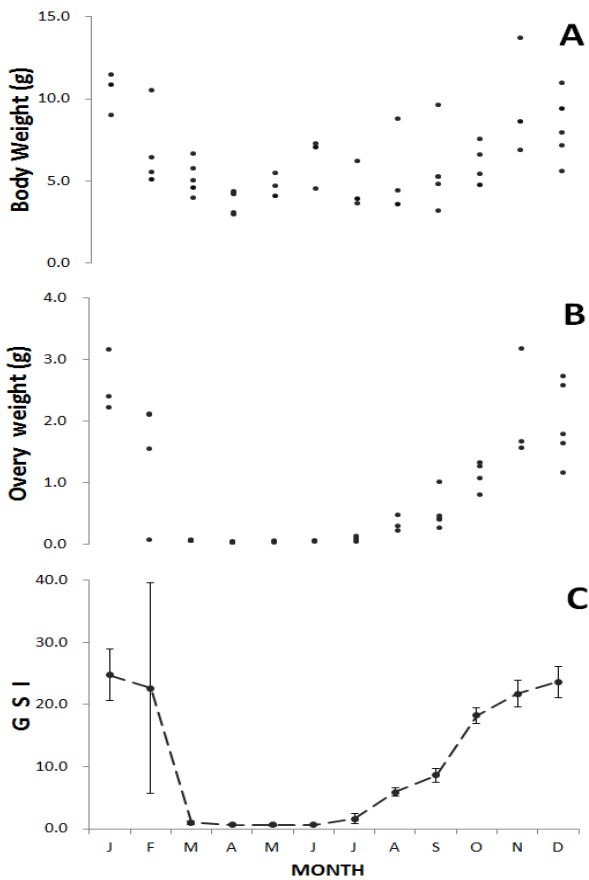 A
Body Weight (g)
15.0
10.0
5.0
0.0
B
Overy weight (g)
4.0
3.0
2.0
1.0
0.0
C
G S I
40.0
30.0
20.0
10.0
0.0
J F M A M J J A S O N D
MONTH